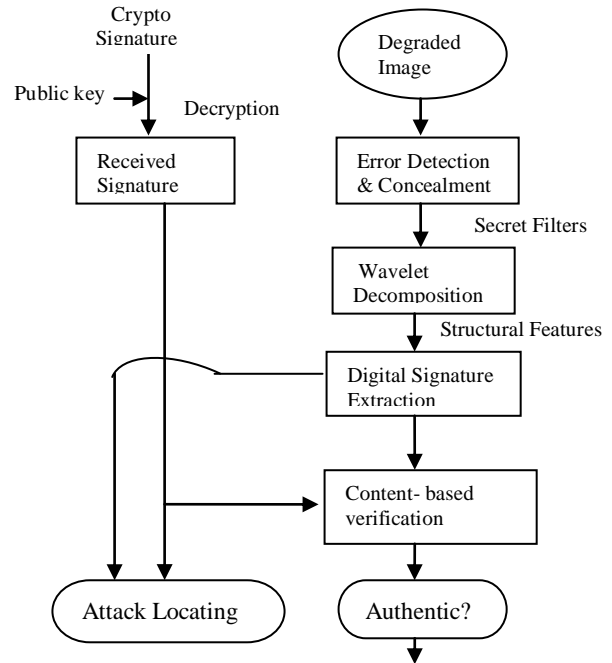 Crypto
Signature
Public key
Decryption
Received
Signature
Degraded
Image
Error Detection
& Concealment
Secret Filters
Wavelet
Decomposition
Structural Features
Digital Signature
Extraction
Content- based
verification
Attack Locating
Authentic?